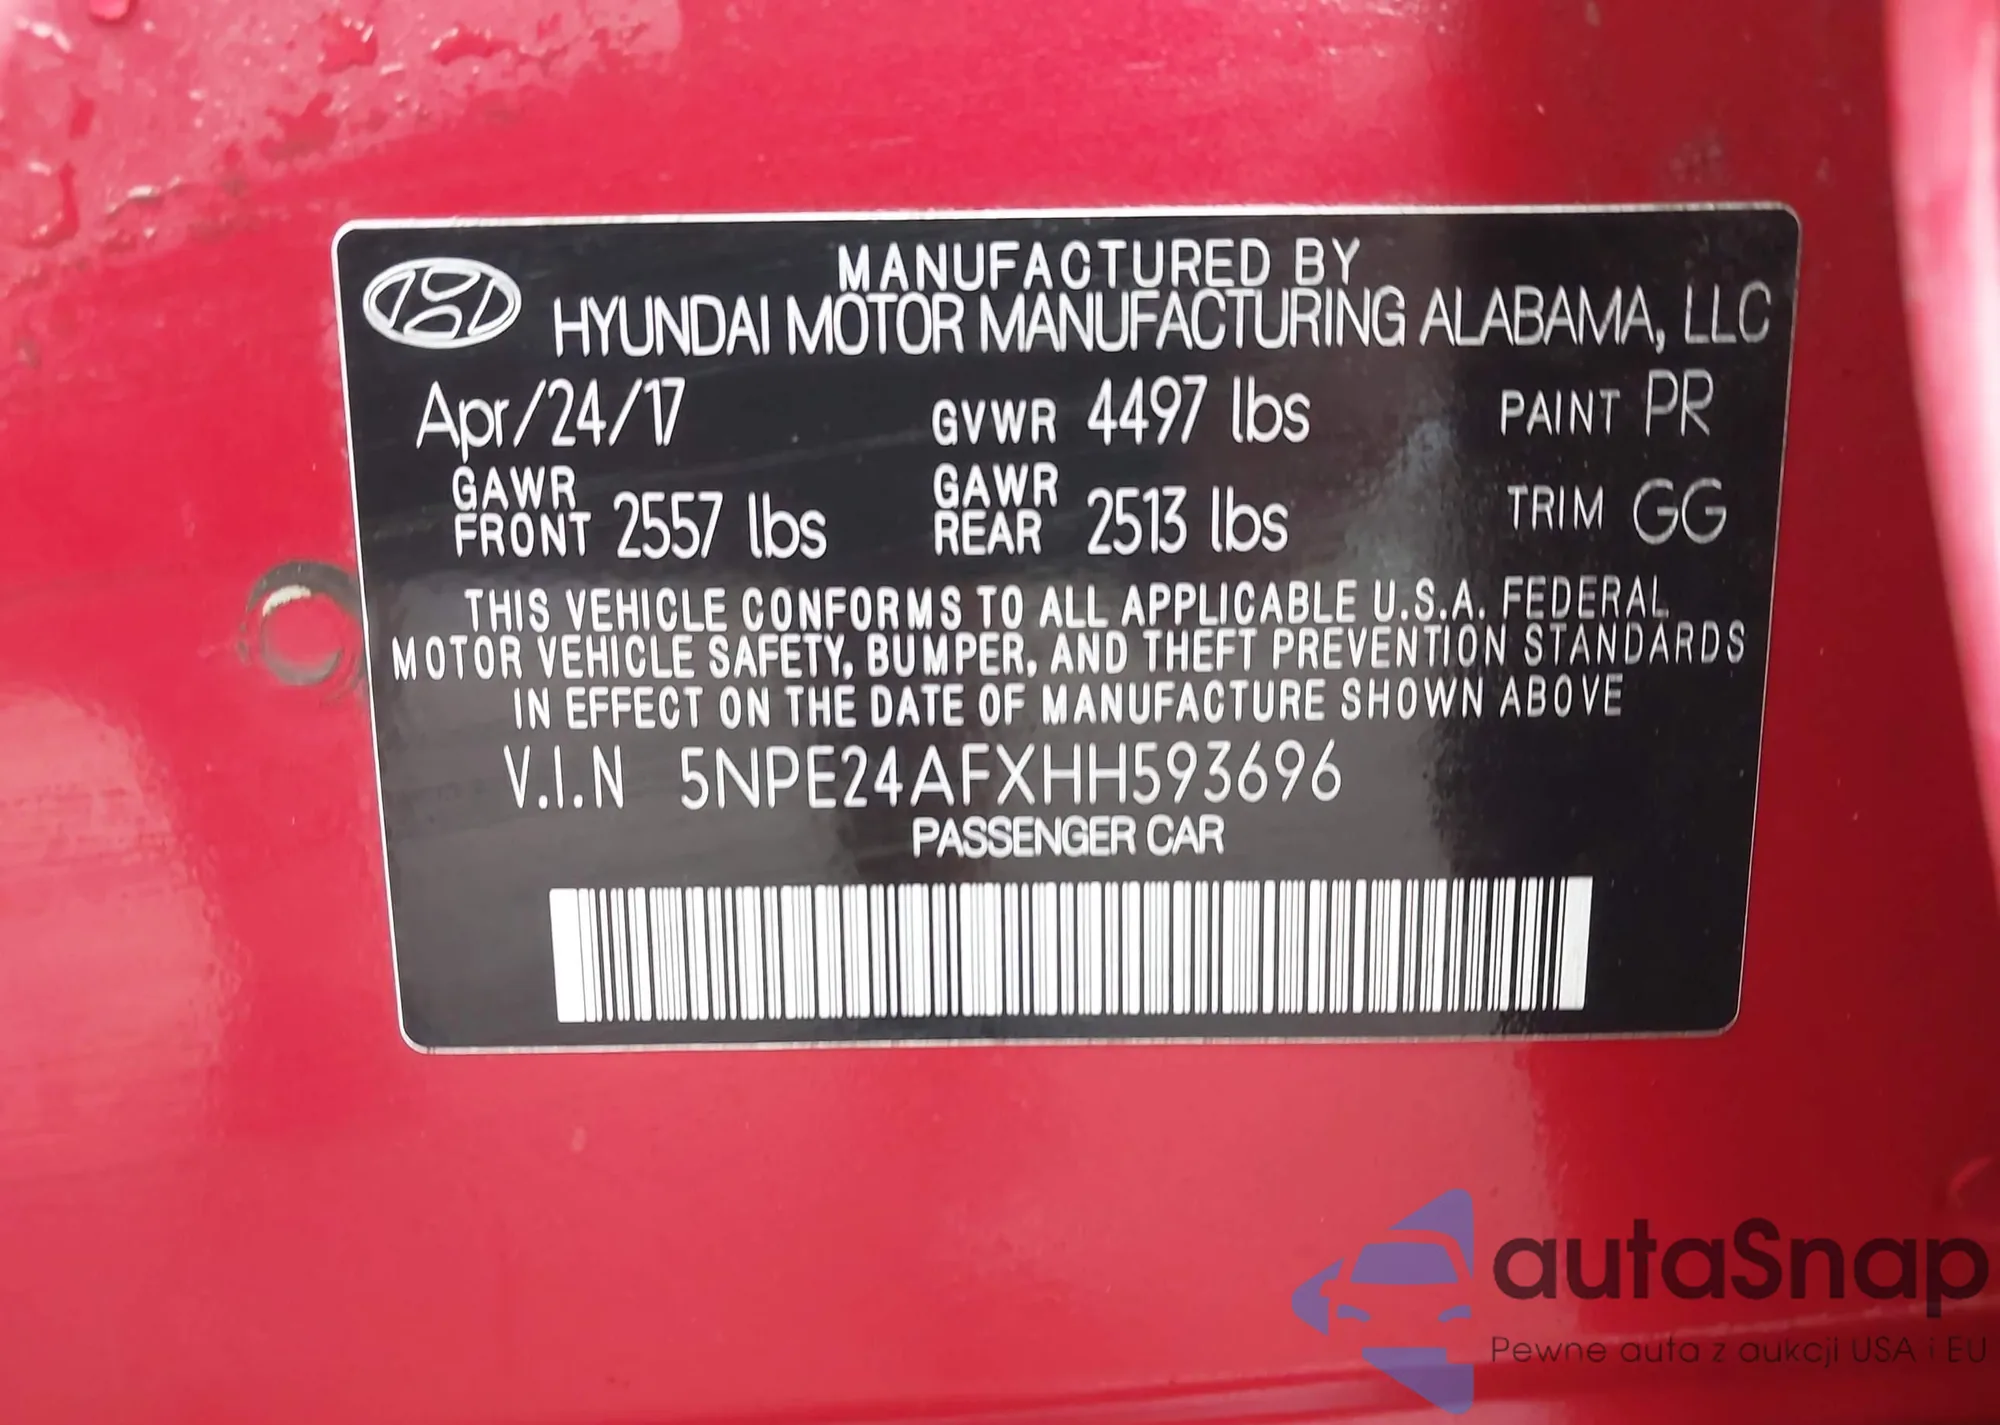 MANUFACTURED BY
HYUNDAI MOTOR MANUFACTURING ALABAMA, LLC
Apr/24/17 GVWR 4497 lbs PAINT PR
GAWR FRONT 2557 lbs GAWR REAR 2513 lbs TRIM GG
THIS VEHICLE CONFORMS TO ALL APPLICABLE U.S.A. FEDERAL
MOTOR VEHICLE SAFETY, BUMPER, AND THEFT PREVENTION STANDARDS
IN EFFECT ON THE DATE OF MANUFACTURE SHOWN ABOVE
V.I.N 5NPE24AFXHH593696
PASSENGER CAR
autaSnap
Pewne auta z aukcji USA i EU